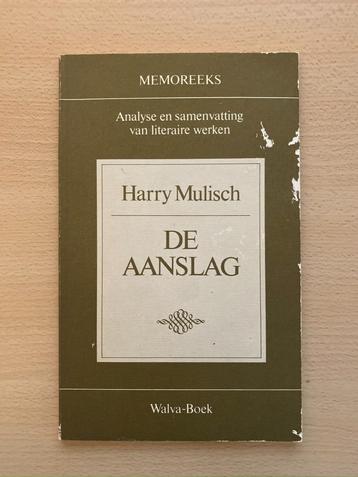 MEMOREEKS
Analyse en samenvatting
van literaire werken
Harry Mulisch
DE
AANSLAG
Walva-Boek